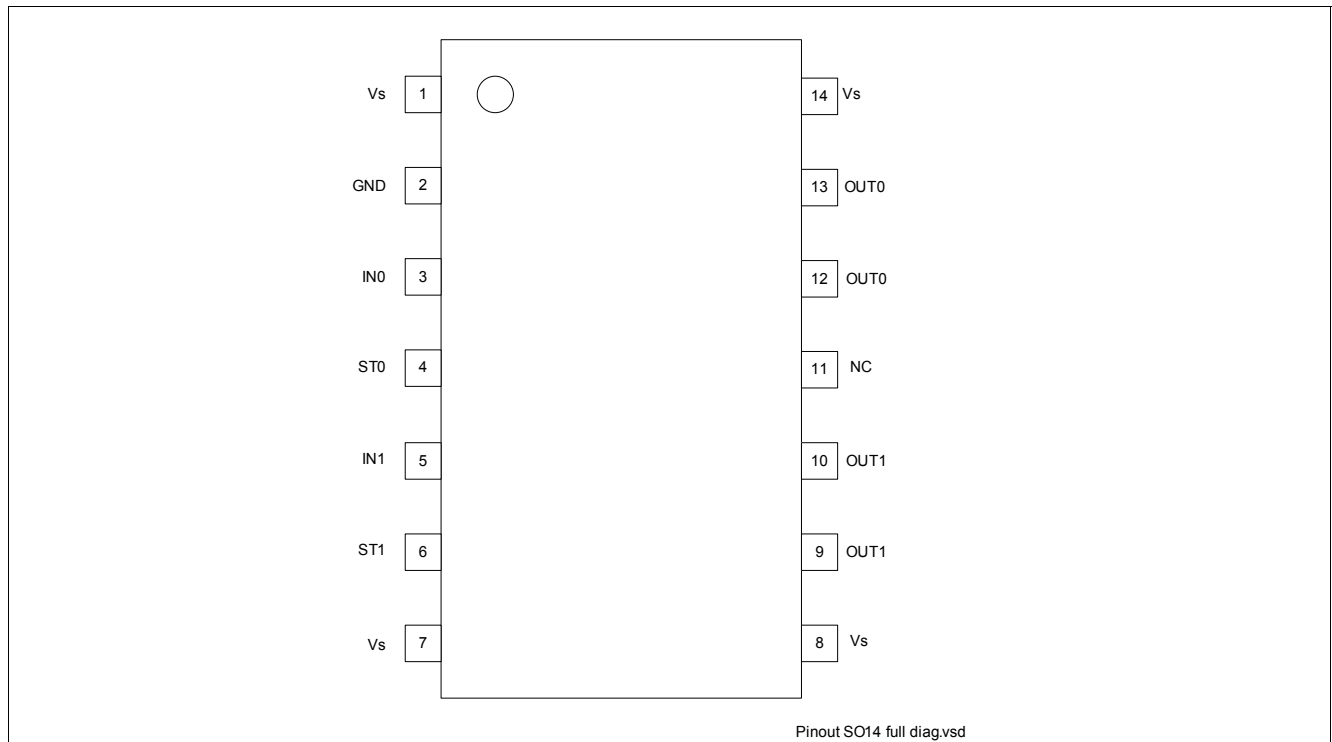 Vs 1 14 Vs
GND 2 13 OUT0
IN0 3 12 OUT0
ST0 4 11 NC
IN1 5 10 OUT1
ST1 6 9 OUT1
Vs 7 8 Vs
Pinout SO14 full diag.vsd